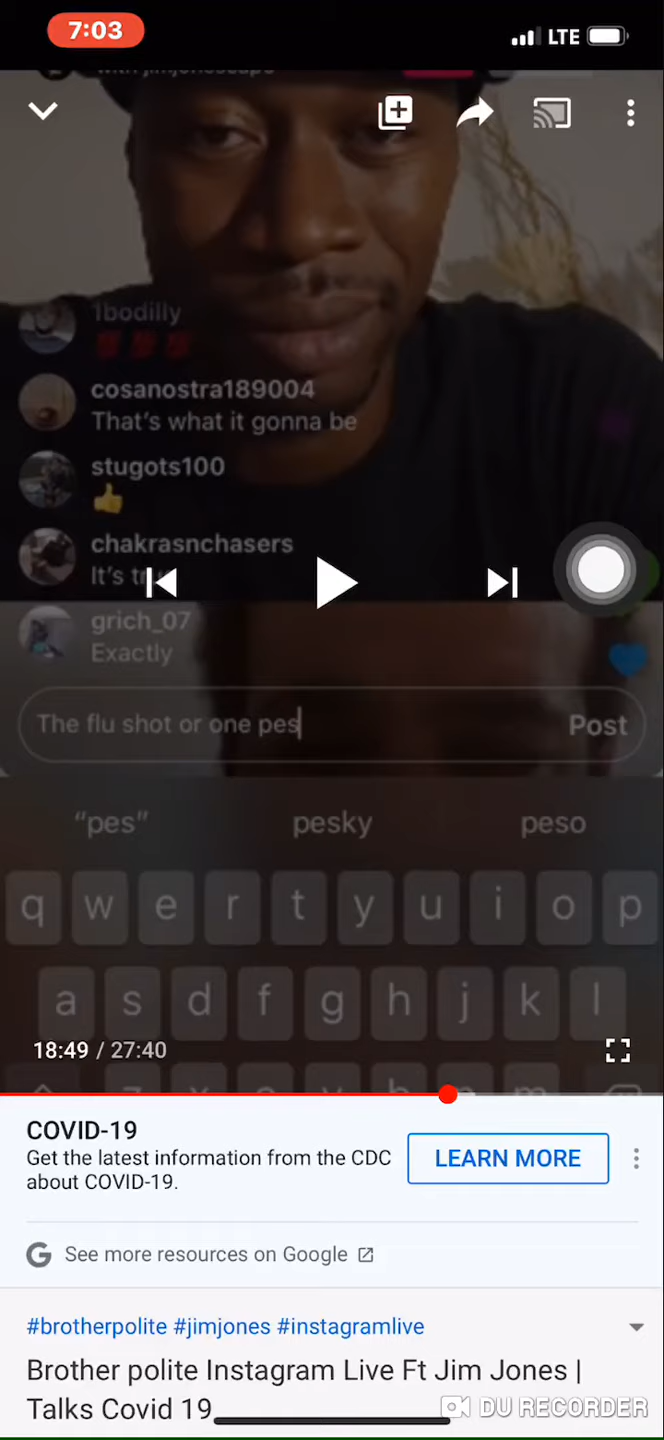 7:03
LTE
1bodilly
cosanostra189004
That's what it gonna be
stugots100
chakrasnchasers
It's tr
grich_07
Exactly
The flu shot or one pes
Post
"pes" pesky peso
q w e r t y u i o p
a s d f g h j k l
18:49 / 27:40
COVID-19
Get the latest information from the CDC
about COVID-19.
LEARN MORE
See more resources on Google
#brotherpolite #jimjones #instagramlive
Brother polite Instagram Live Ft Jim Jones |
Talks Covid 19
DU RECORDER